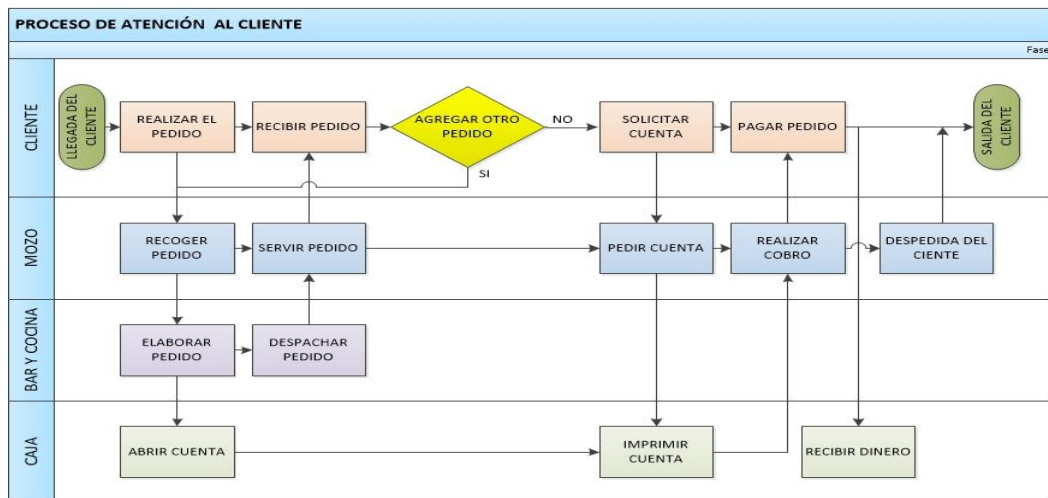 PROCESO DE ATENCIÓN AL CLIENTE
Fase
CLIENTE
LLEGADA DEL
CLIENTE
REALIZAR EL
PEDIDO
RECIBIR PEDIDO
AGREGAR OTRO
PEDIDO
NO
SI
SOLICITAR
CUENTA
PAGAR PEDIDO
SALIDA DEL
CLIENTE
MOZO
RECOGER
PEDIDO
SERVIR PEDIDO
PEDIR CUENTA
REALIZAR
COBRO
DESPEDIDA DEL
CIENTE
BAR Y COCINA
ELABORAR
PEDIDO
DESPACHAR
PEDIDO
CAJA
ABRIR CUENTA
IMPRIMIR
CUENTA
RECIBIR DINERO